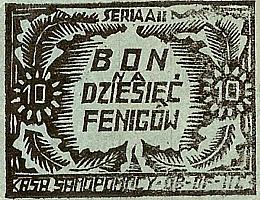 SERIA A II
BON
NA
10 DZIESIĘĆ 10
FENIGÓW
KASA SAMOPOMOCY